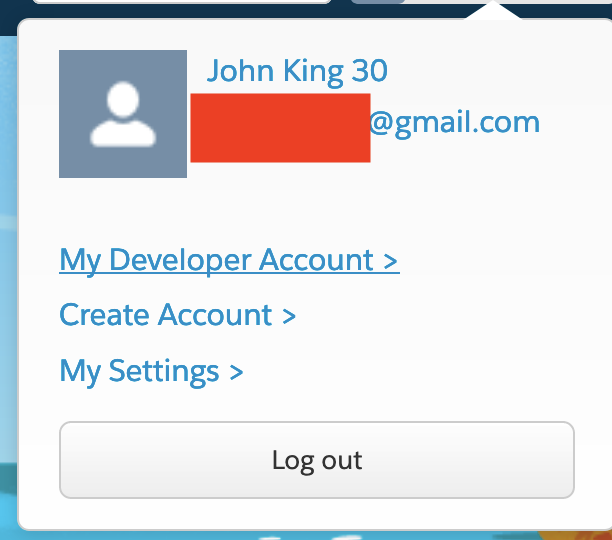 John King 30
@gmail.com
My Developer Account >
Create Account >
My Settings >
Log out